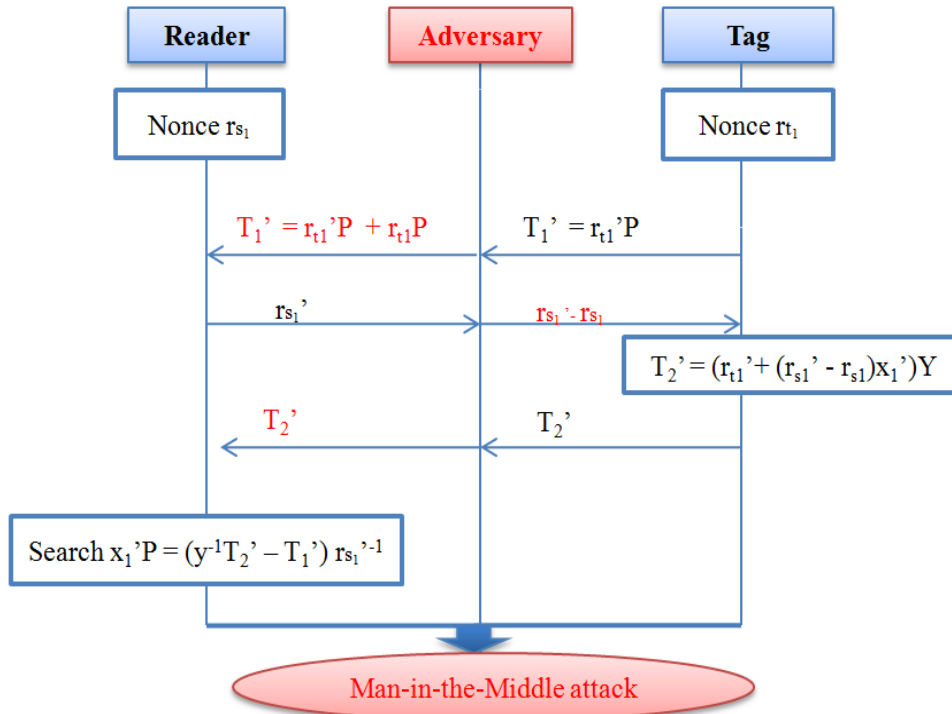 Reader
Adversary
Tag
Nonce rs₁
Nonce rt₁
T₁’ = rₜ₁’P + rₜ₁P
T₁’ = rₜ₁’P
rs₁’
rs₁’- rs₁
T₂’ = (rₜ₁’+ (rₛ₁’ - rₛ₁)x₁’)Y
T₂’
T₂’
Search x₁’P = (y⁻¹T₂’ – T₁’) rs₁’⁻¹
Man-in-the-Middle attack